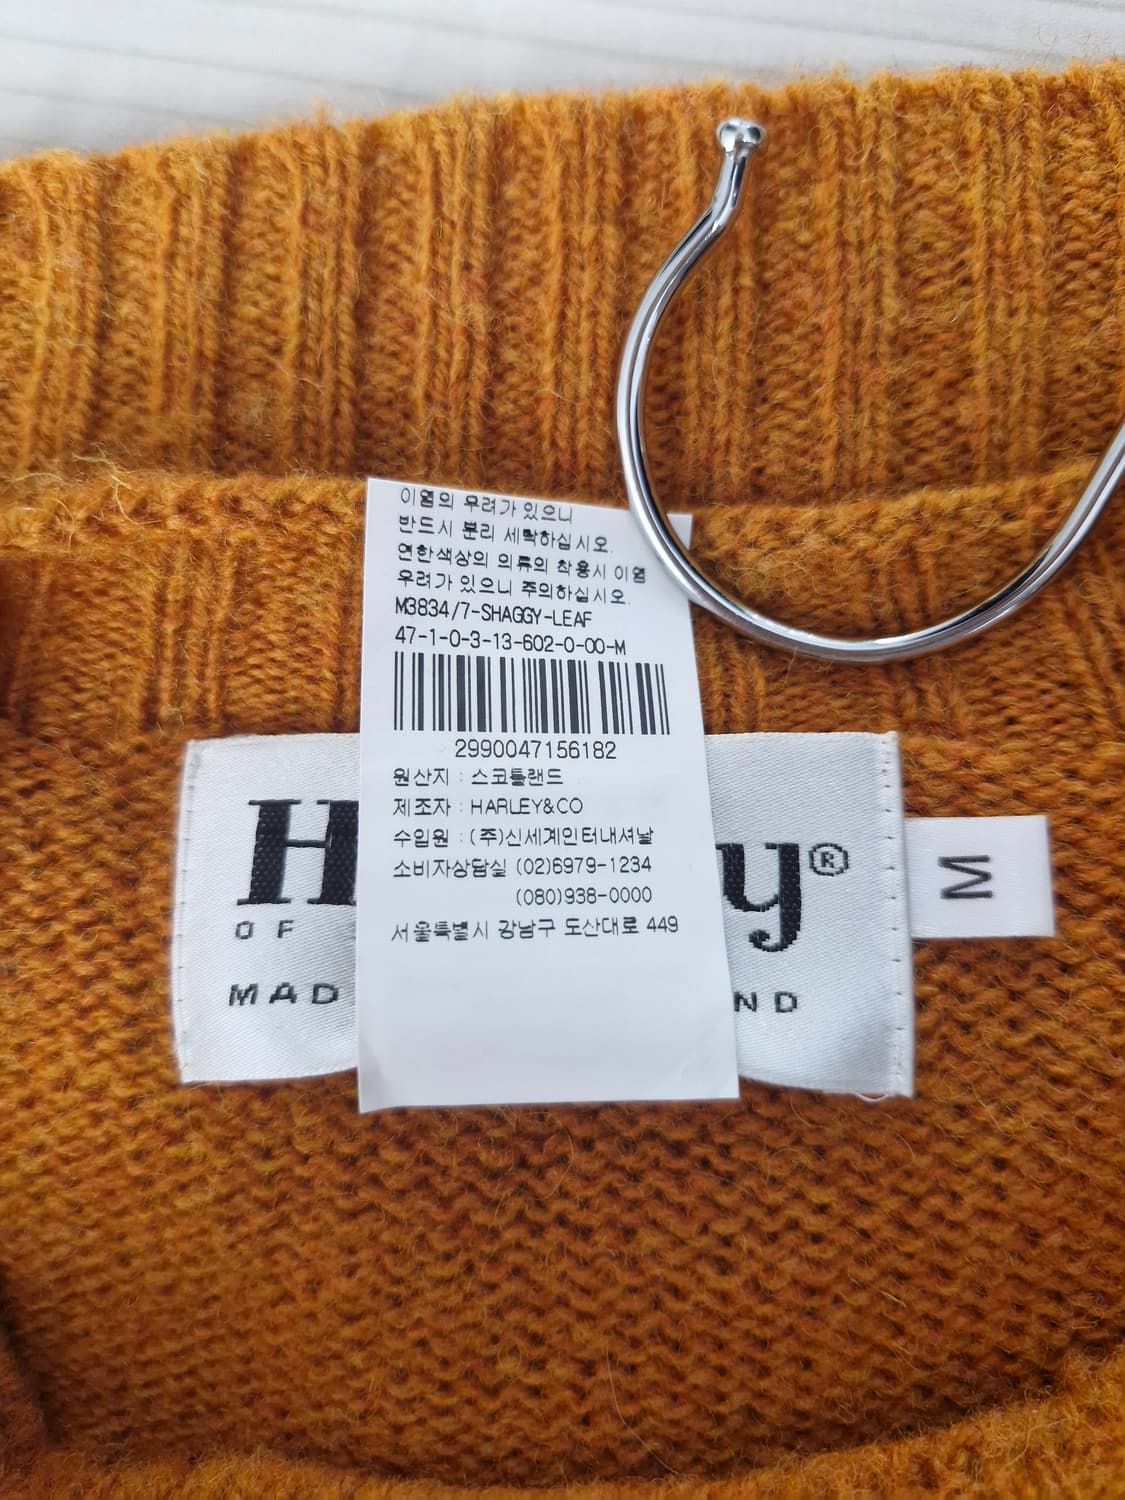 이염의 우려가 있으니
반드시 분리 세탁하십시오.
연한색상의 의류의 착용시 이염
우려가 있으니 주의하십시오.
M3834/7-SHAGGY-LEAF
47-1-0-3-13-602-0-00-M
2990047156182
원산지 : 스코틀랜드
제조자 : HARLEY&CO
수입원 : (주)신세계인터내셔날
소비자상담실 (02)6979-1234
(080)938-0000
서울특별시 강남구 도산대로 449
H y®
OF
MAD ND
M